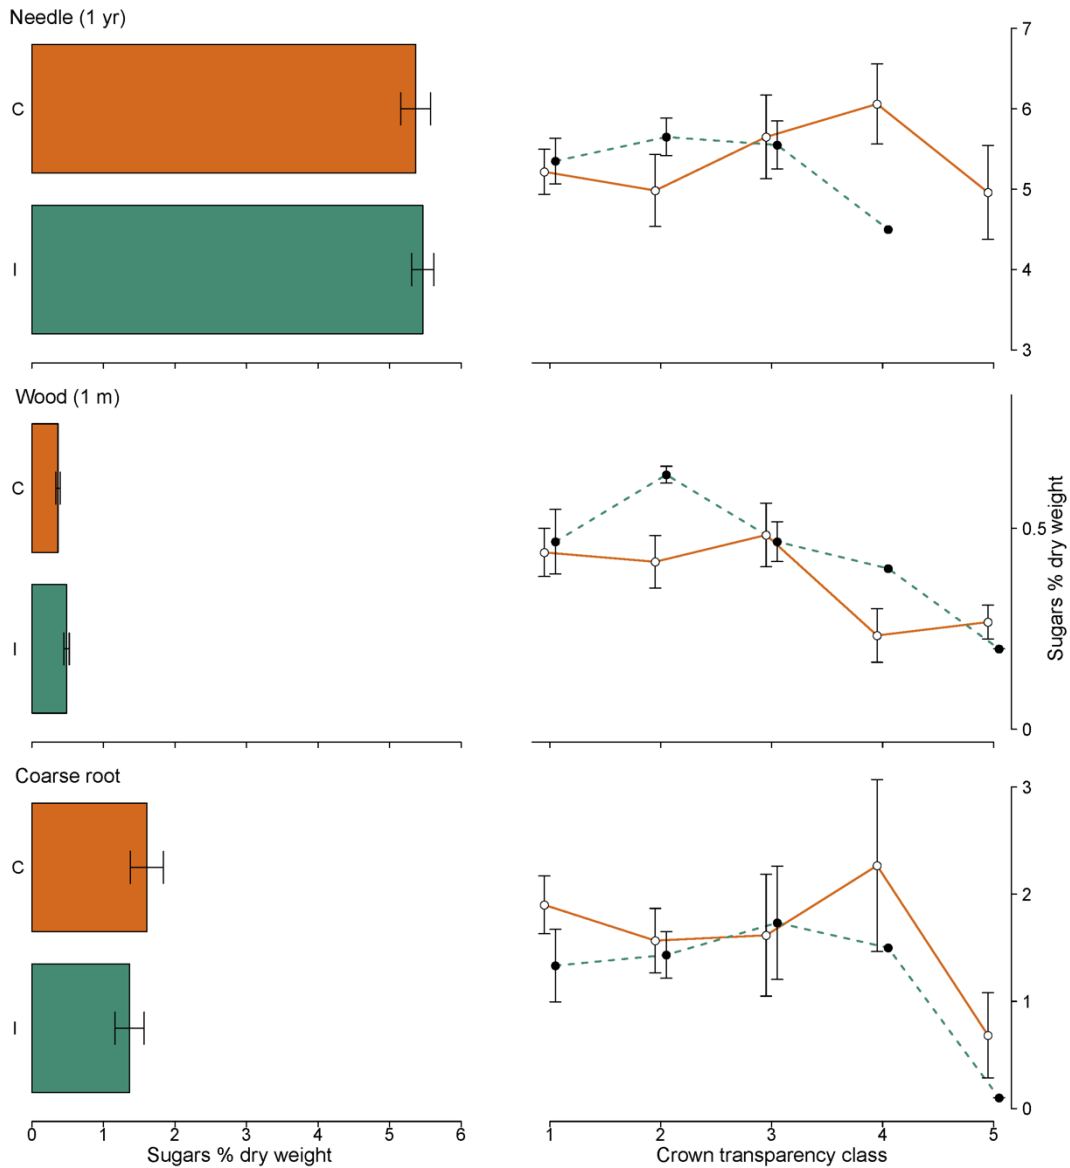 Needle (1 yr)
C
I
7
6
5
4
3
Wood (1 m)
C
I
0.5
0
Sugars % dry weight
Coarse root
C
I
3
2
1
0
0 1 2 3 4 5 6
Sugars % dry weight
1 2 3 4 5
Crown transparency class